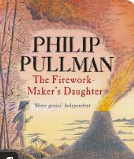 PHILIP
PULLMAN
The Firework-
Maker's Daughter
'Sheer genius' Independent